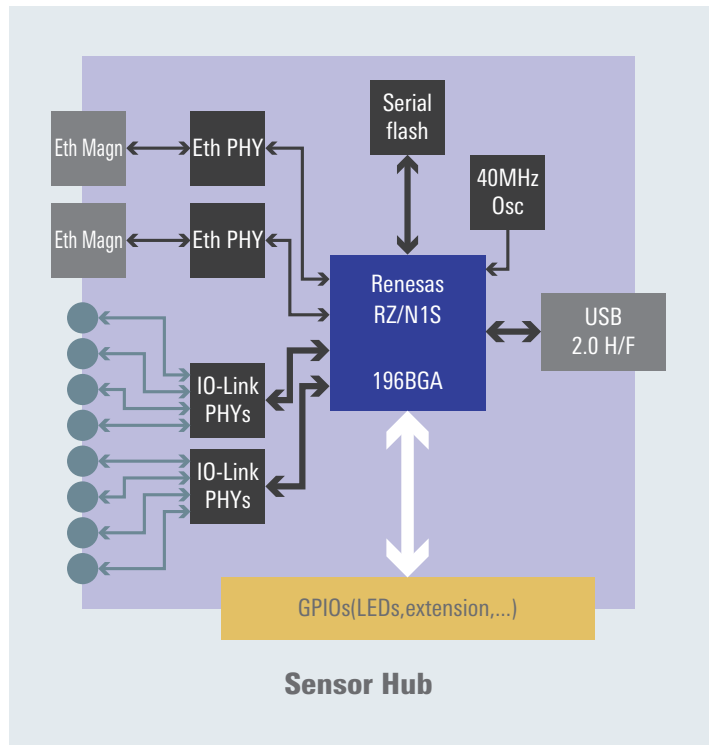 Serial
flash
Eth Magn
Eth PHY
40MHz
Osc
Eth Magn
Eth PHY
Renesas
RZ/N1S
196BGA
USB
2.0 H/F
IO-Link
PHYs
IO-Link
PHYs
GPIOs(LEDs,extension,...)
Sensor Hub